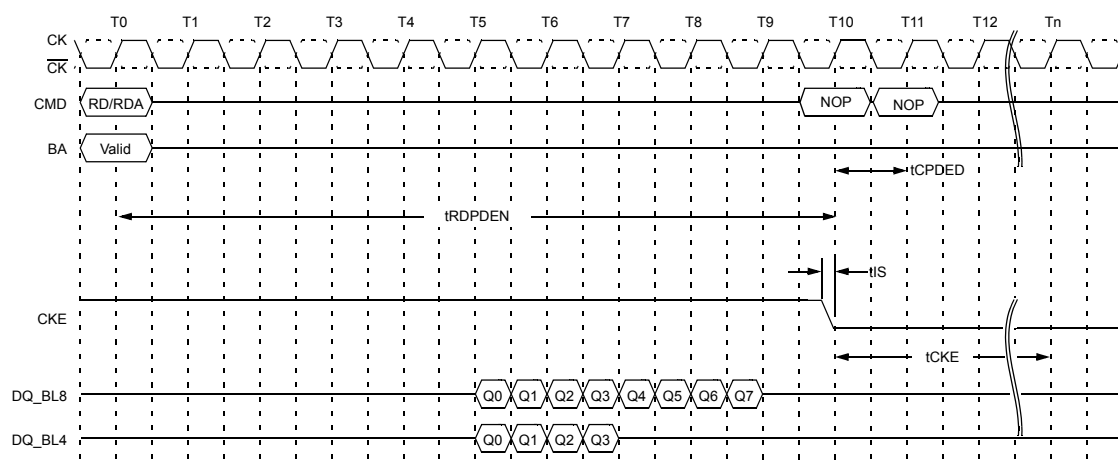 T0 T1 T2 T3 T4 T5 T6 T7 T8 T9 T10 T11 T12 Tn
CK
CK
CMD RD/RDA NOP NOP
BA Valid
tCPDED
tRDPDEN
tIS
CKE
tCKE
DQ_BL8 Q0 Q1 Q2 Q3 Q4 Q5 Q6 Q7
DQ_BL4 Q0 Q1 Q2 Q3